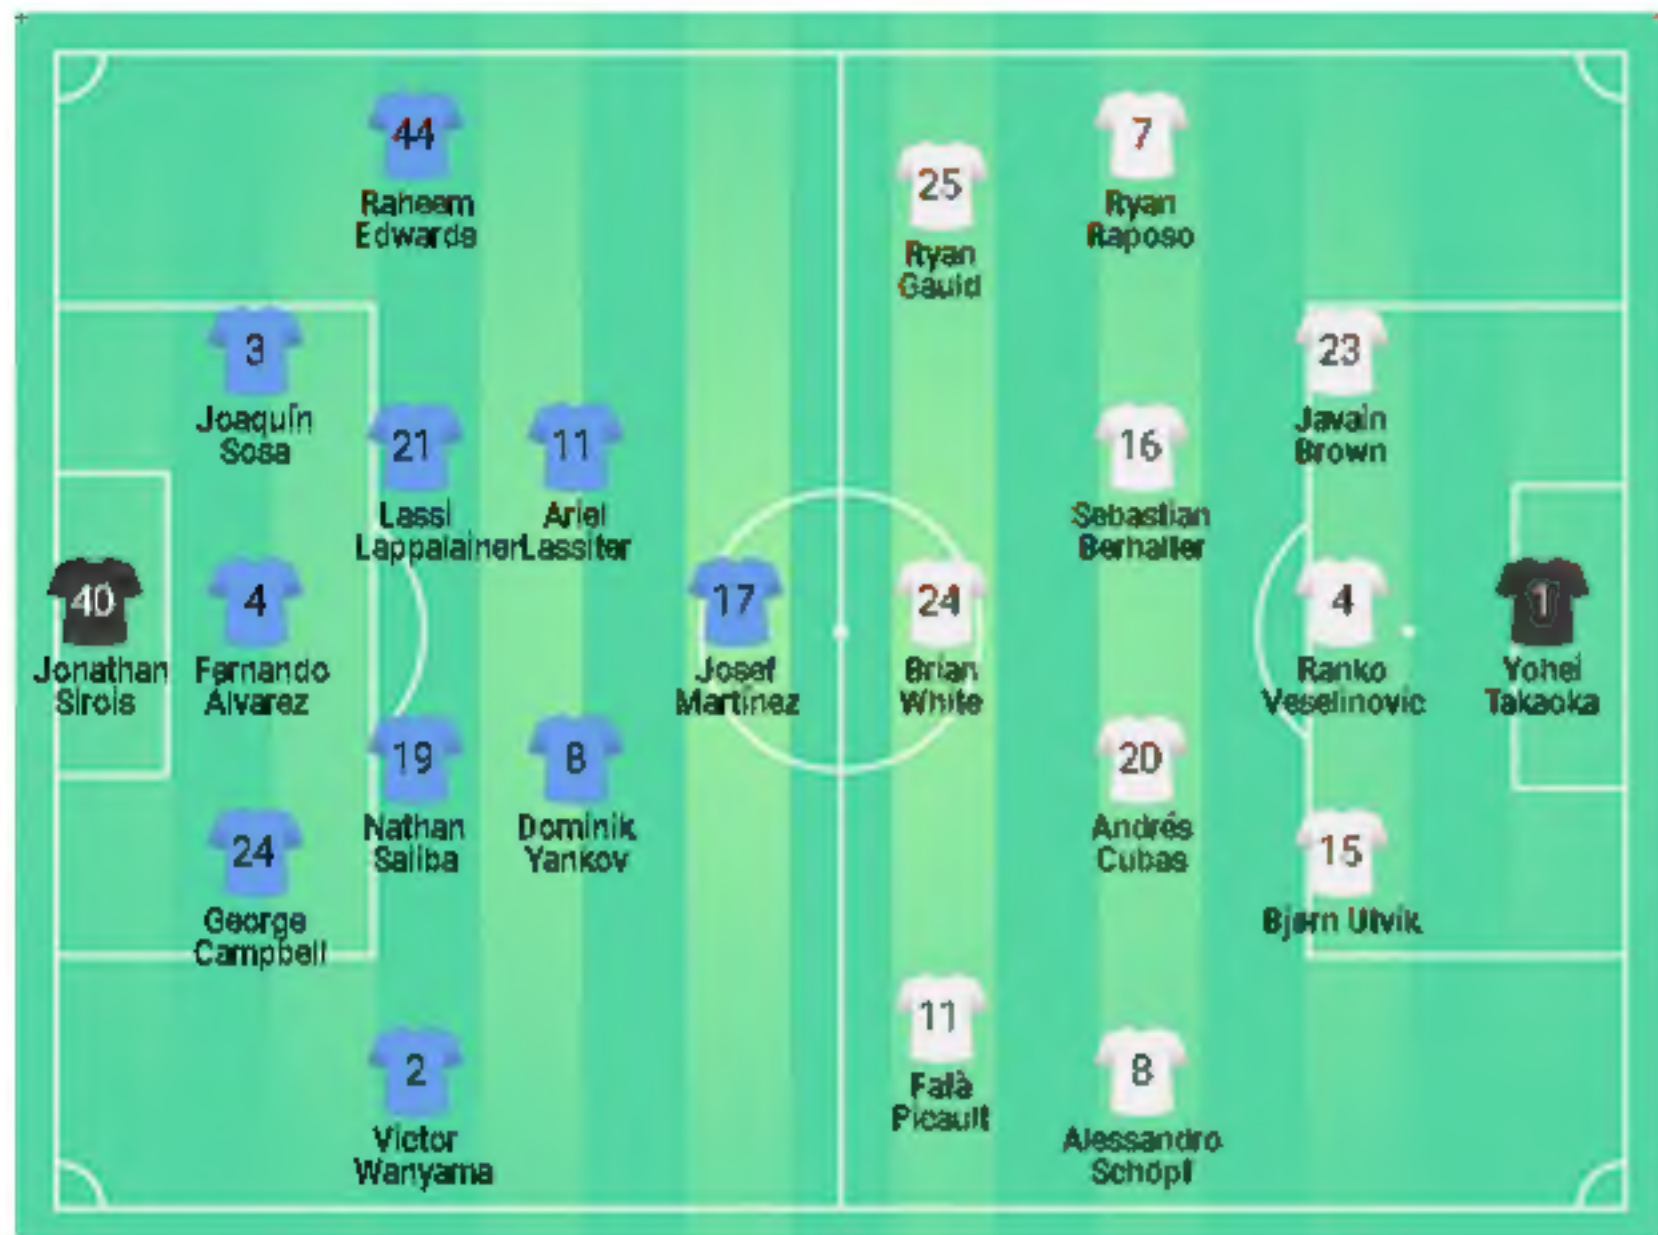 44
Raheem
Edwards
3
Joaquín
Sosa
21
Lassi
Lappalainen
11
Ariel
Lassiter
40
Jonathan
Sirois
4
Fernando
Álvarez
17
Josef
Martínez
19
Nathan
Saliba
8
Dominik
Yankov
24
George
Campbell
2
Victor
Wanyama
25
Ryan
Gauld
7
Ryan
Raposo
23
Javain
Brown
16
Sebastian
Berhalter
24
Brian
White
4
Ranko
Veselinovic
1
Yohei
Takaoka
20
Andrés
Cubas
15
Bjørn Utvik
11
Fafà
Picault
8
Alessandro
Schöpf